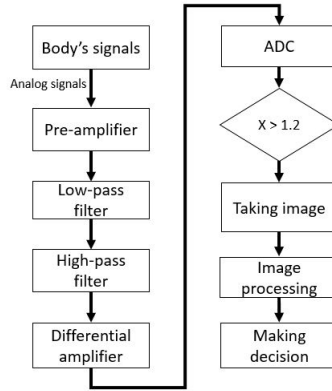 Body's signals
Analog signals
Pre-amplifier
Low-pass
filter
High-pass
filter
Differential
amplifier
ADC
X > 1.2
Taking image
Image
processing
Making
decision